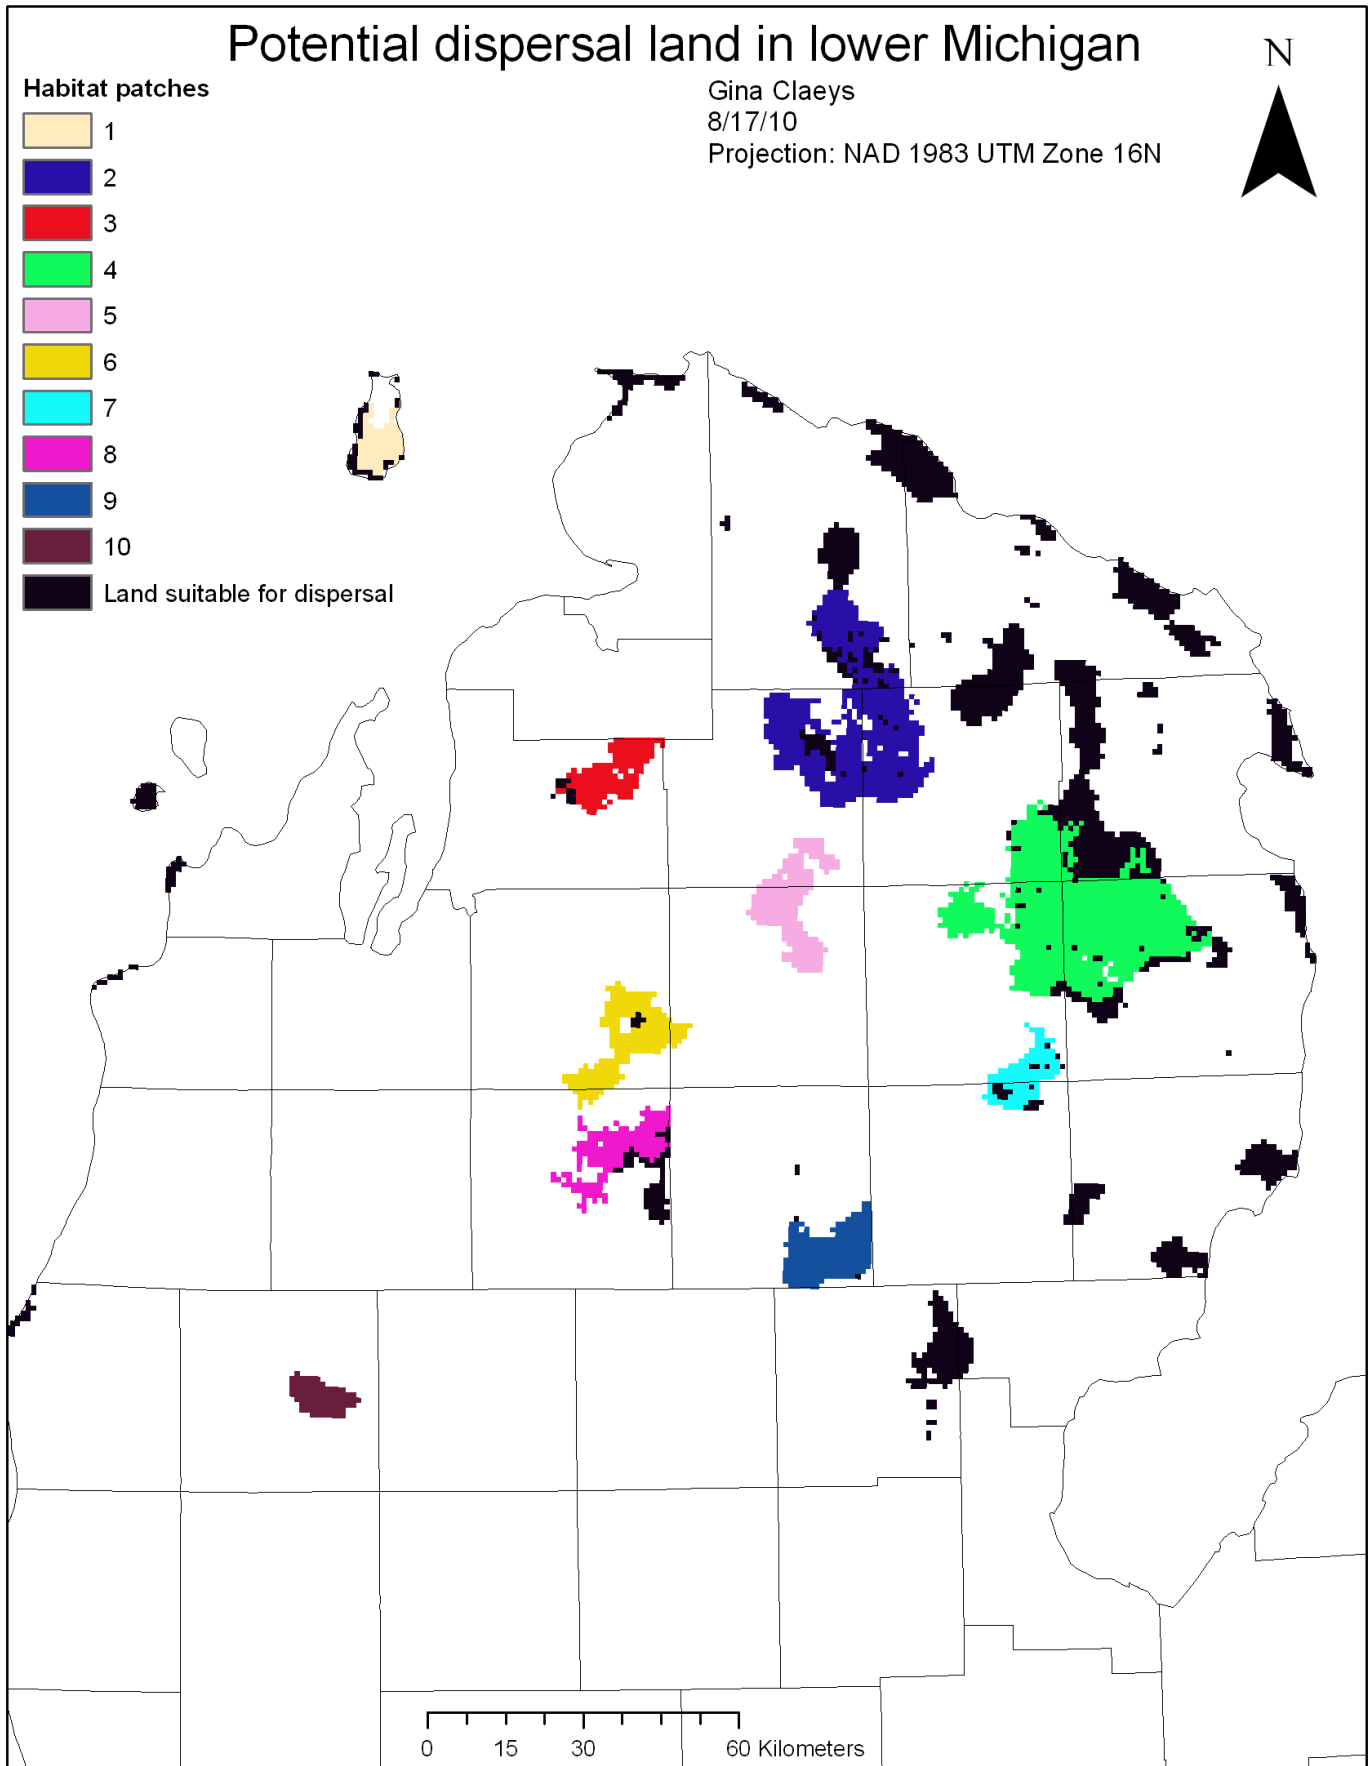 Potential dispersal land in lower Michigan
N
Gina Claeys
8/17/10
Projection: NAD 1983 UTM Zone 16N
Habitat patches
1
2
3
4
5
6
7
8
9
10
Land suitable for dispersal
0 15 30 60 Kilometers